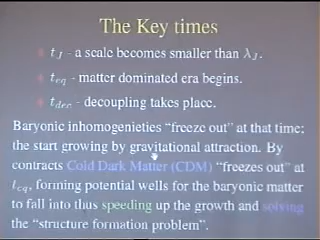 The Key times
t_J - a scale becomes smaller than λ_J.
t_eq - matter dominated era begins.
t_dec - decoupling takes place.
Baryonic inhomogenieties "freeze out" at that time;
the start growing by gravitational attraction. By
contracts Cold Dark Matter (CDM) "freezes out" at
t_eq, forming potential wells for the baryonic matter
to fall into thus speeding up the growth and solving
the "structure formation problem".